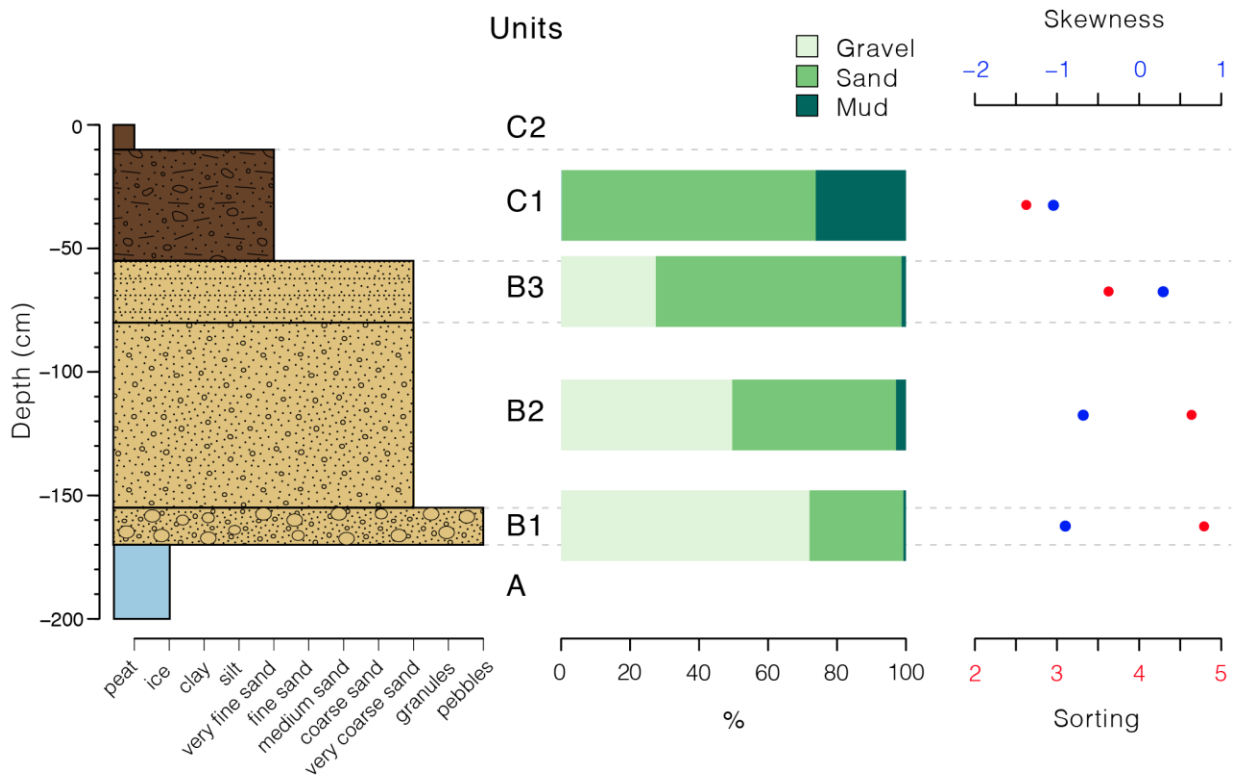 Units
Gravel
Sand
Mud
Skewness
−2 −1 0 1
0
−50
−100
−150
−200
Depth (cm)
C2
C1
B3
B2
B1
A
peat
ice
clay
silt
very fine sand
fine sand
medium sand
coarse sand
very coarse sand
granules
pebbles
0 20 40 60 80 100
%
2 3 4 5
Sorting